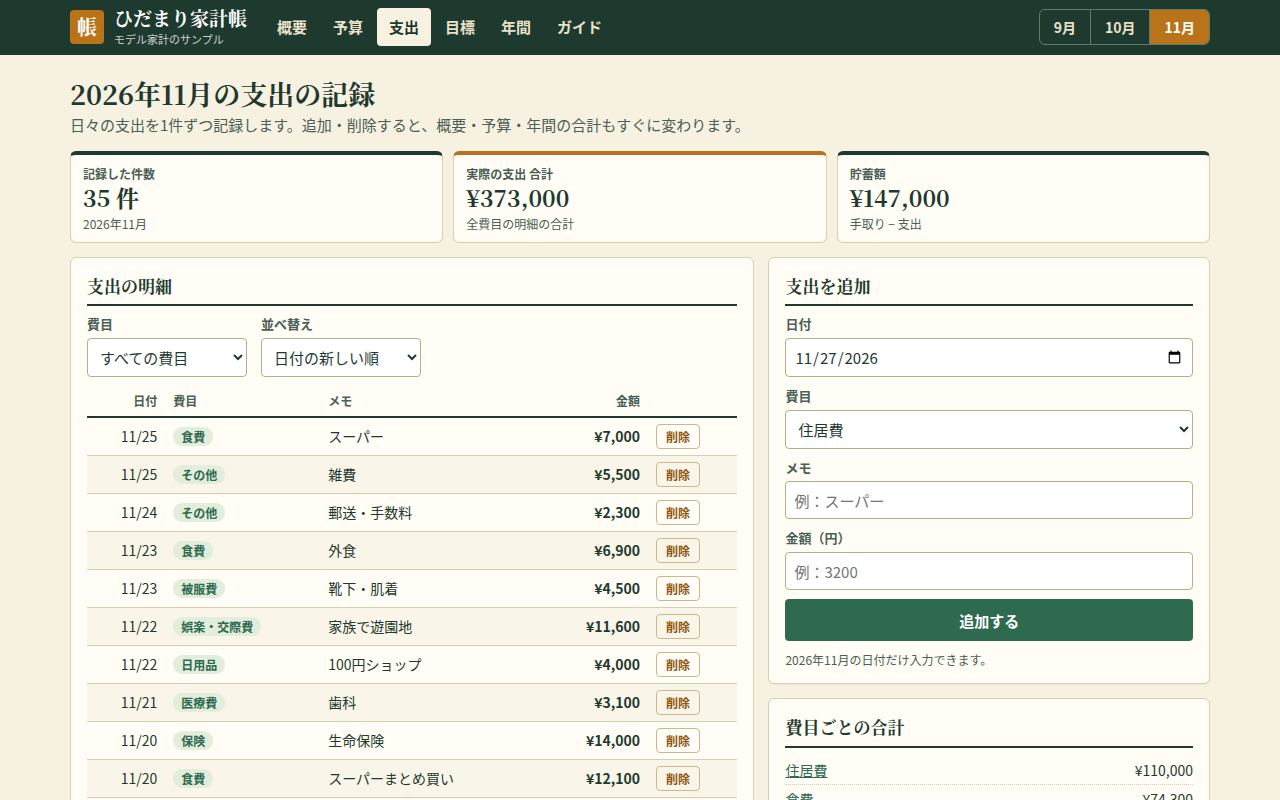 帳
ひだまり家計帳
モデル家計のサンプル
概要 予算 支出 目標 年間 ガイド
9月 10月 11月
2026年11月の支出の記録
日々の支出を1件ずつ記録します。追加・削除すると、概要・予算・年間の合計もすぐに変わります。
記録した件数
35 件
2026年11月
実際の支出 合計
¥373,000
全費目の明細の合計
貯蓄額
¥147,000
手取り − 支出
支出の明細
費目 並べ替え
すべての費目 日付の新しい順
日付 費目 メモ 金額
11/25 食費 スーパー ¥7,000 削除
11/25 その他 雑費 ¥5,500 削除
11/24 その他 郵送・手数料 ¥2,300 削除
11/23 食費 外食 ¥6,900 削除
11/23 被服費 靴下・肌着 ¥4,500 削除
11/22 娯楽・交際費 家族で遊園地 ¥11,600 削除
11/22 日用品 100円ショップ ¥4,000 削除
11/21 医療費 歯科 ¥3,100 削除
11/20 保険 生命保険 ¥14,000 削除
11/20 食費 スーパーまとめ買い ¥12,100 削除
支出を追加
日付
11/27/2026
費目
住居費
メモ
例：スーパー
金額（円）
例：3200
追加する
2026年11月の日付だけ入力できます。
費目ごとの合計
住居費 ¥110,000
食費 ¥74,300